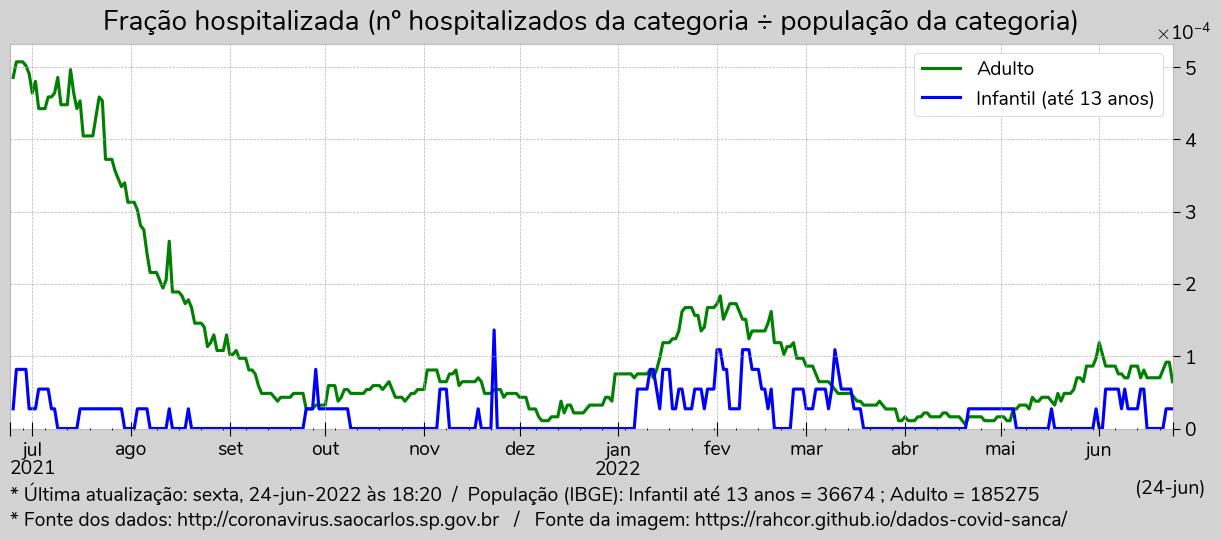 Fração hospitalizada (nº hospitalizados da categoria ÷ população da categoria)
×10⁻⁴
Adulto
Infantil (até 13 anos)
5
4
3
2
1
0
jul ago set out nov dez jan fev mar abr mai jun
2021 2022
(24-jun)
* Última atualização: sexta, 24-jun-2022 às 18:20 / População (IBGE): Infantil até 13 anos = 36674 ; Adulto = 185275
* Fonte dos dados: http://coronavirus.saocarlos.sp.gov.br / Fonte da imagem: https://rahcor.github.io/dados-covid-sanca/